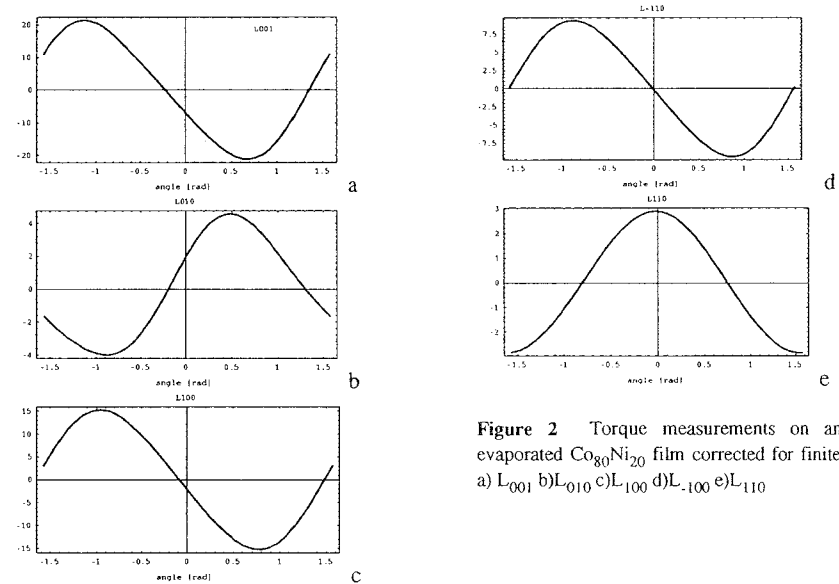 L001
20
10
0
-10
-20
-1.5 -1 -0.5 0 0.5 1 1.5
angle [rad]
a
L010
4
2
0
-2
-4
-1.5 -1 -0.5 0 0.5 1 1.5
angle [rad]
b
L100
15
10
5
0
-5
-10
-15
-1.5 -1 -0.5 0 0.5 1 1.5
angle [rad]
c
L-110
7.5
5
2.5
0
-2.5
-5
-7.5
-1.5 -1 -0.5 0 0.5 1 1.5
angle [rad]
d
L110
3
2
1
0
-1
-2
-1.5 -1 -0.5 0 0.5 1 1.5
angle [rad]
e
Figure 2 Torque measurements on an
evaporated Co80Ni20 film corrected for finite
a) L001 b)L010 c)L100 d)L-100 e)L110